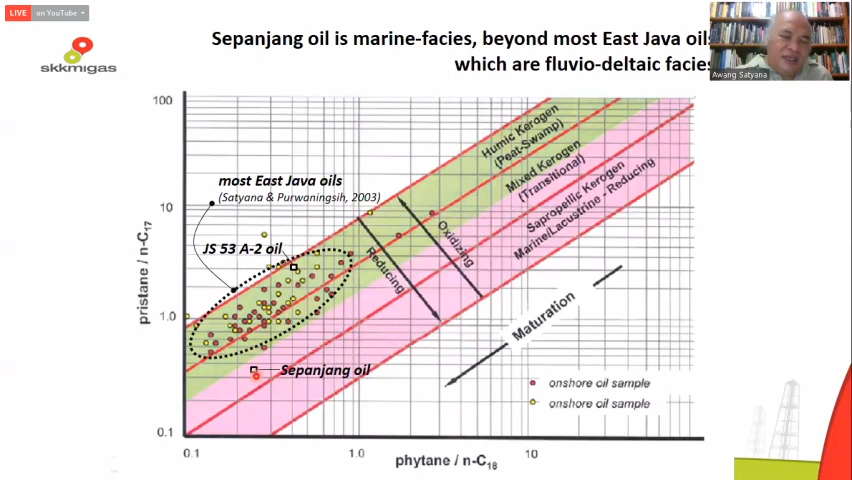 LIVE on YouTube
skkmigas
Sepanjang oil is marine-facies, beyond most East Java oils
which are fluvio-deltaic facies
Awang Satyana
100
10
1.0
0.1
pristane / n-C17
most East Java oils
(Satyana & Purwaningsih, 2003)
JS 53 A-2 oil
Sepanjang oil
Humic Kerogen
(Peat-Swamp)
Mixed Kerogen
(Transitional)
Sapropellic Kerogen
Marine/Lacustrine - Reducing
Oxidizing
Reducing
Maturation
onshore oil sample
onshore oil sample
0.1
1.0
10
phytane / n-C18